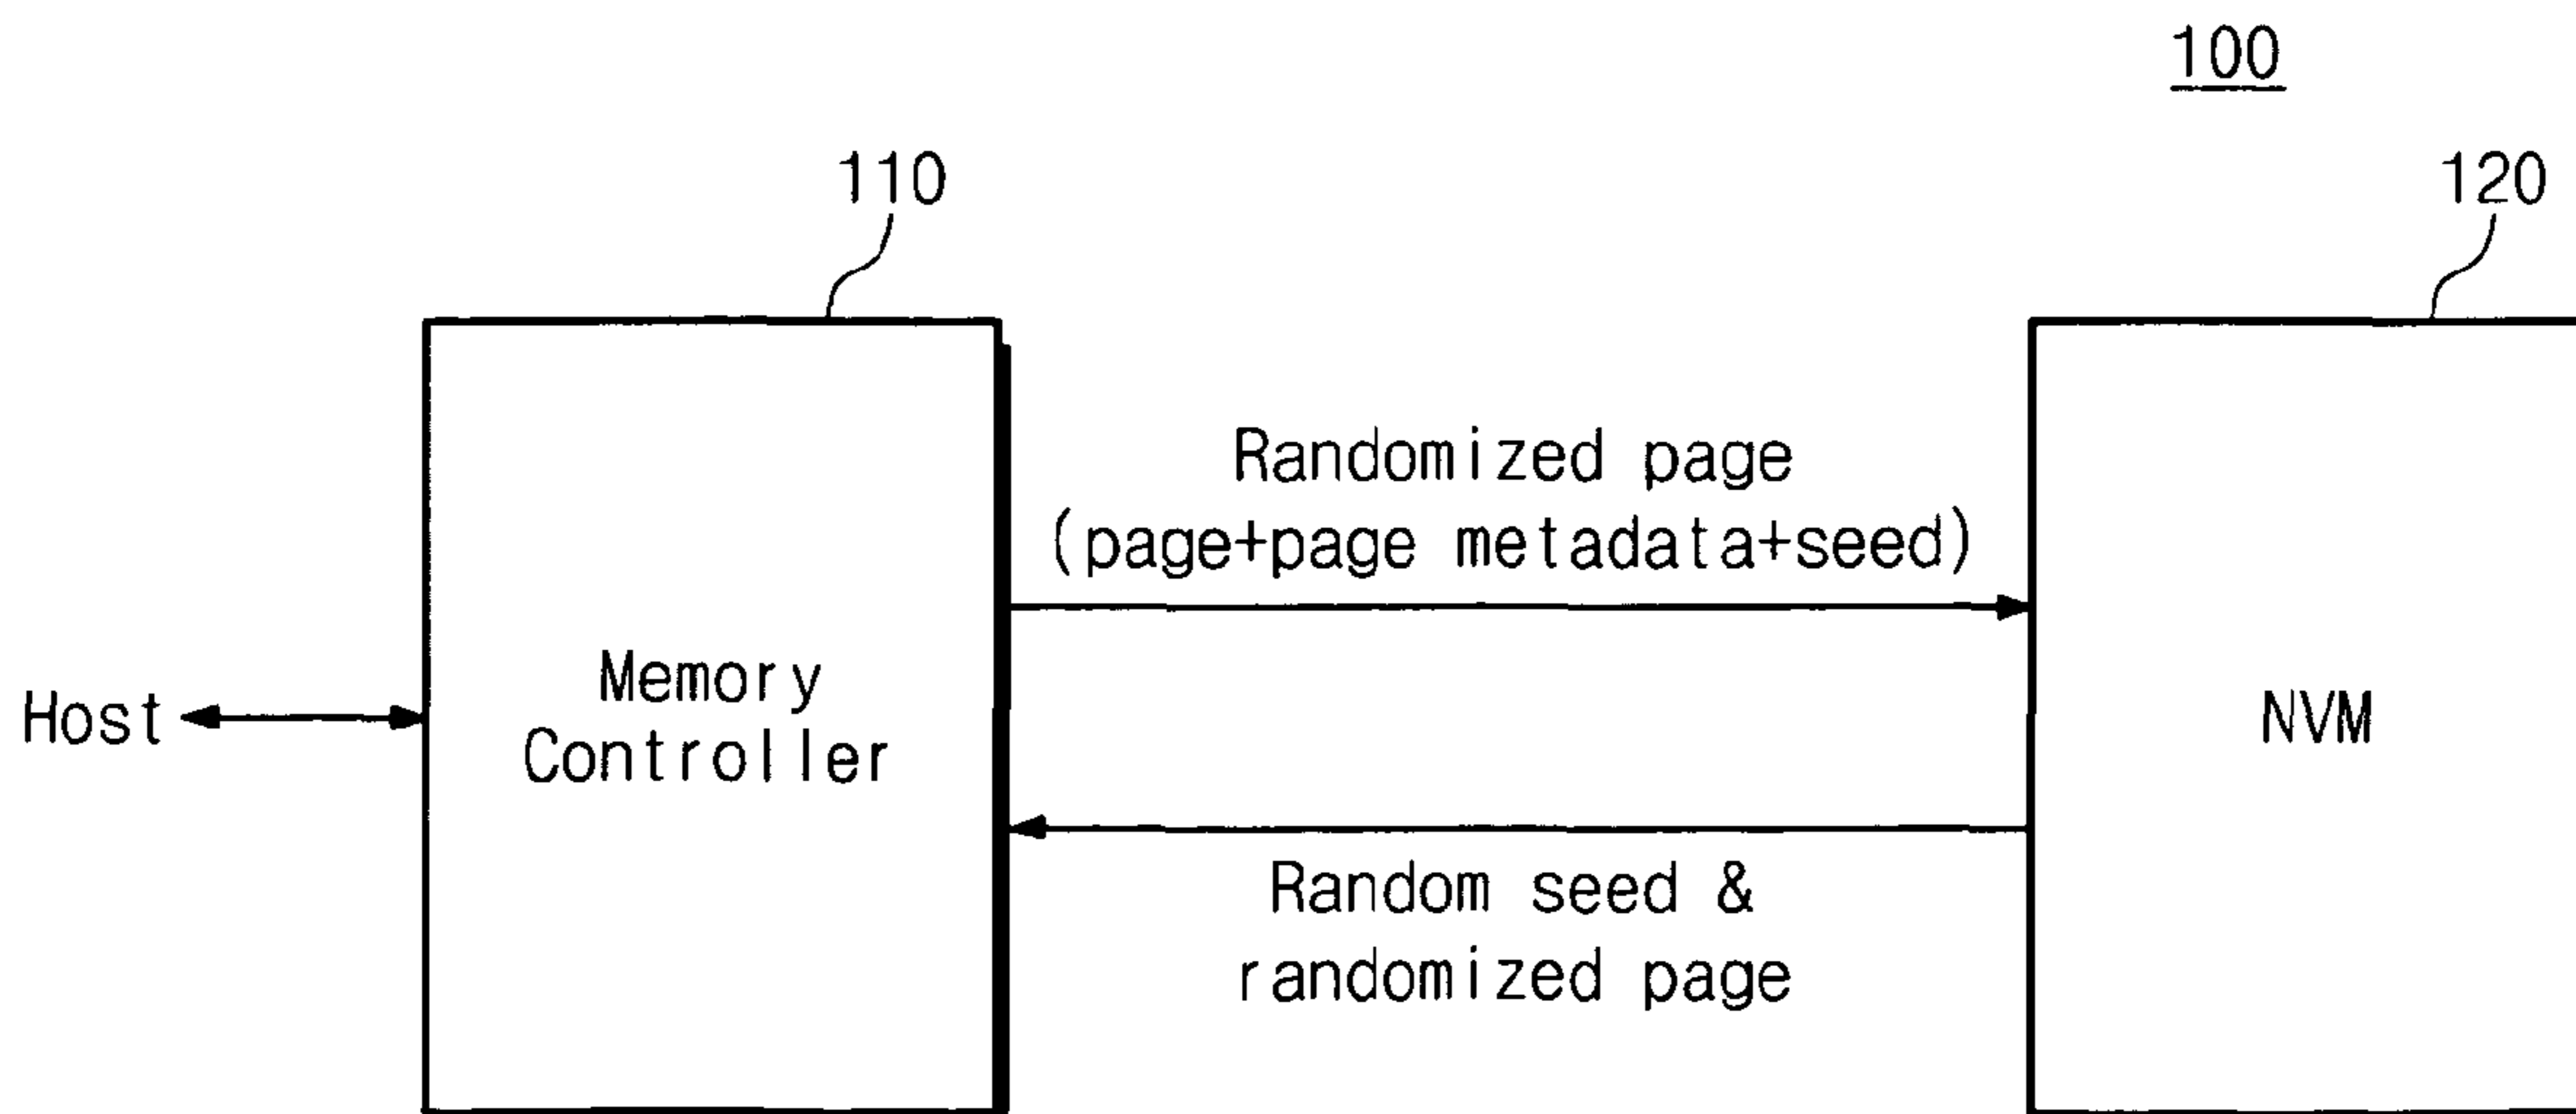 100
110
120
Randomized page
(page+page metadata+seed)
Host
Memory
Controller
NVM
Random seed &
randomized page